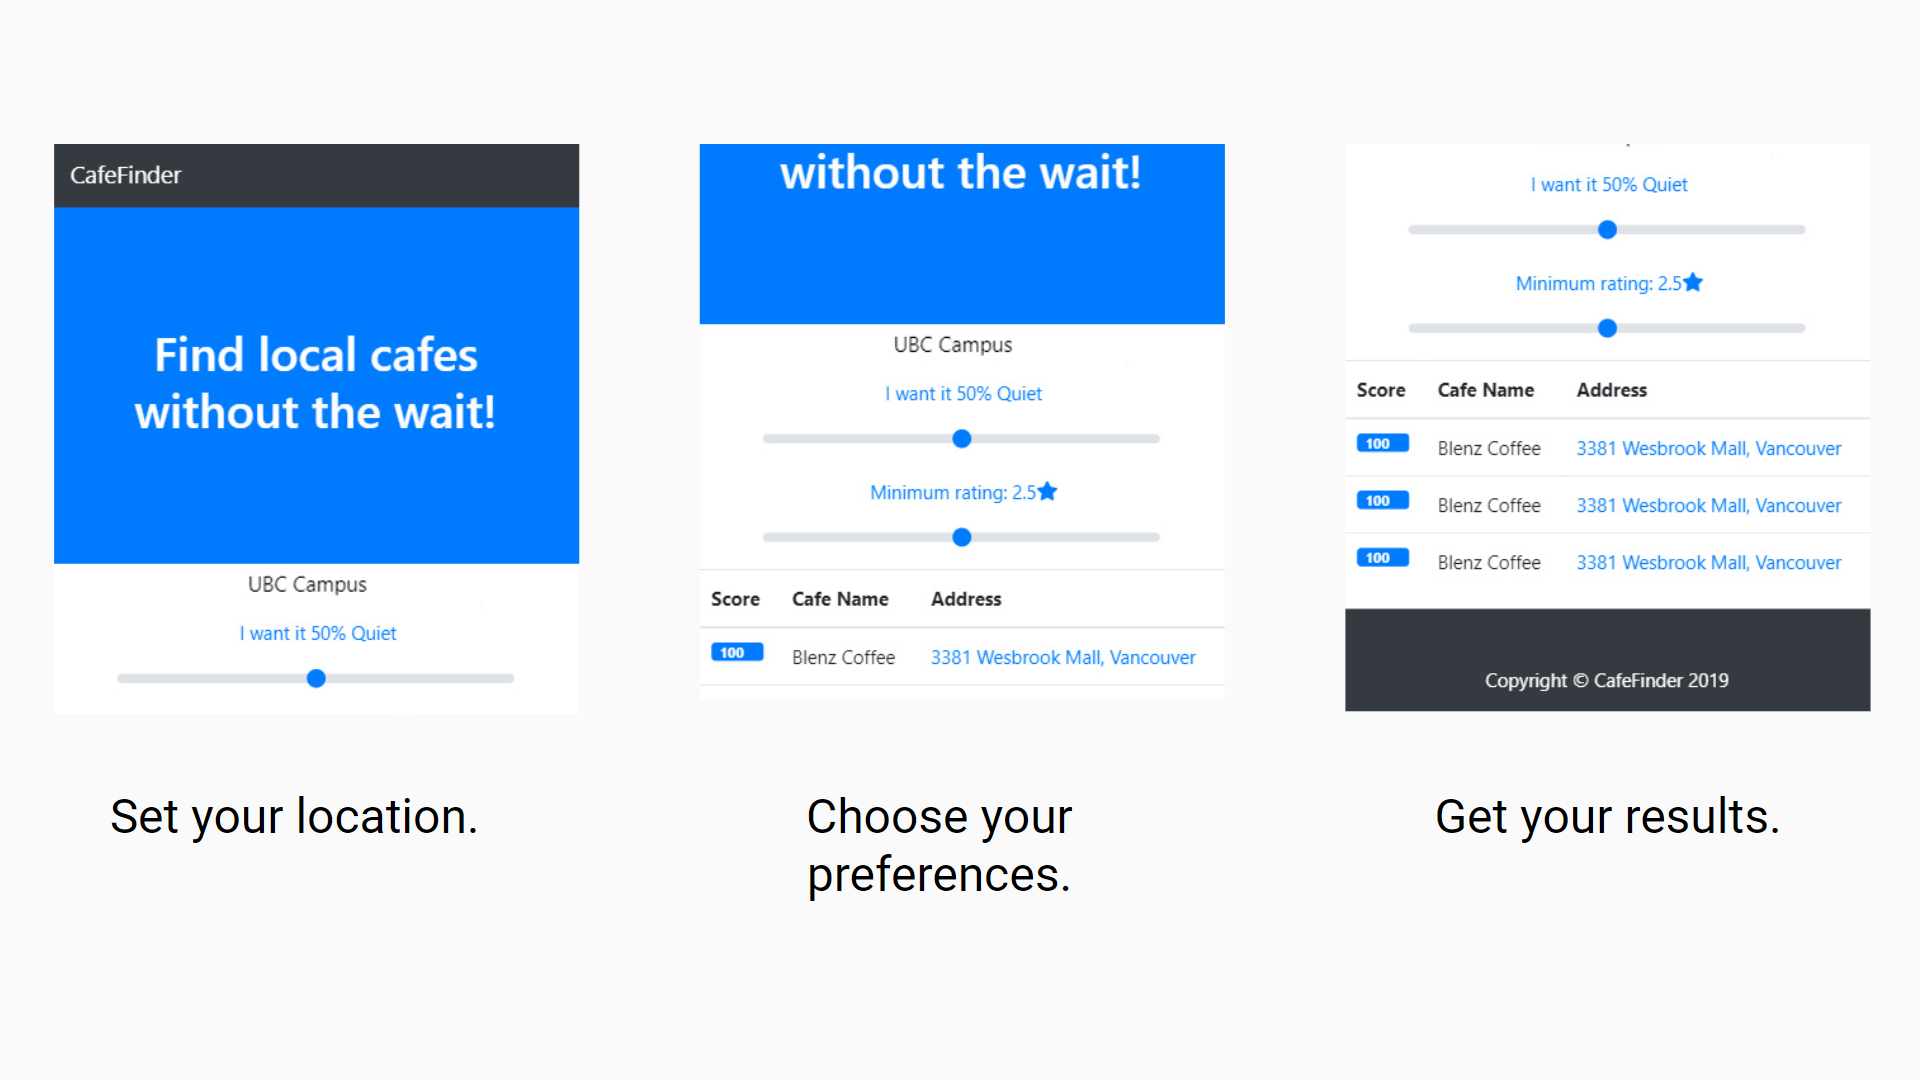 CafeFinder
Find local cafes
without the wait!
UBC Campus
I want it 50% Quiet
Set your location.
without the wait!
UBC Campus
I want it 50% Quiet
Minimum rating: 2.5
Score Cafe Name Address
100 Blenz Coffee 3381 Wesbrook Mall, Vancouver
Choose your
preferences.
I want it 50% Quiet
Minimum rating: 2.5
Score Cafe Name Address
100 Blenz Coffee 3381 Wesbrook Mall, Vancouver
100 Blenz Coffee 3381 Wesbrook Mall, Vancouver
100 Blenz Coffee 3381 Wesbrook Mall, Vancouver
Copyright © CafeFinder 2019
Get your results.